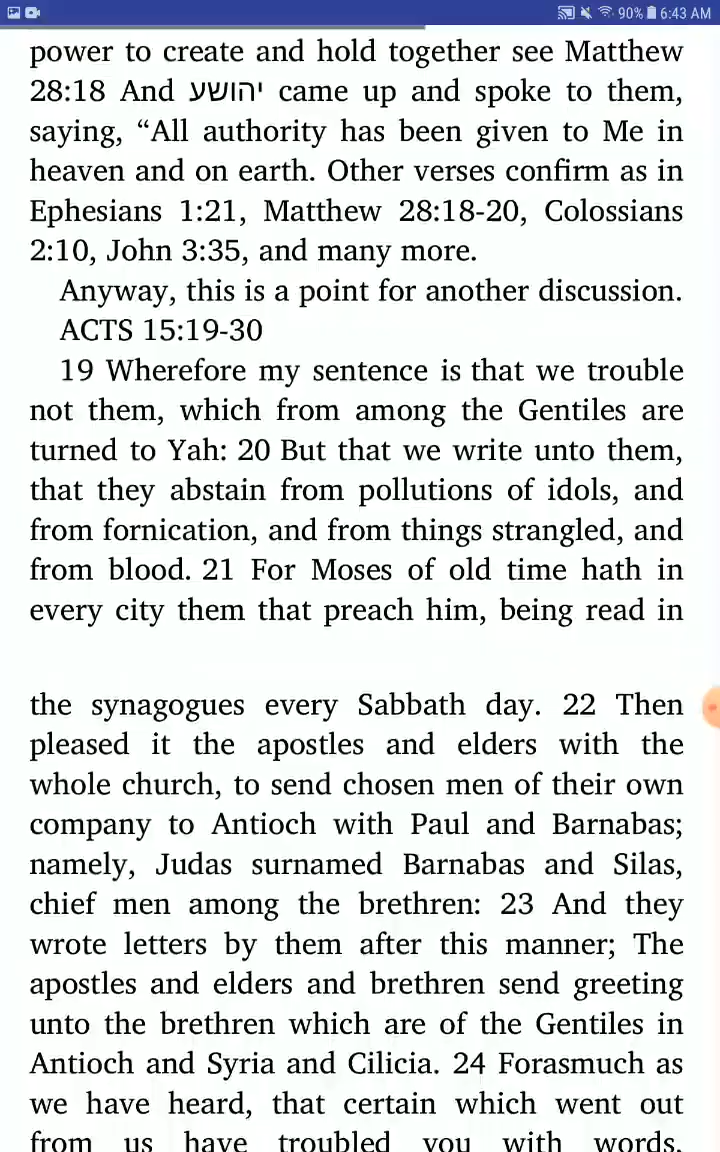 90% 6:43 AM
power to create and hold together see Matthew
28:18 And יהושע came up and spoke to them,
saying, “All authority has been given to Me in
heaven and on earth. Other verses confirm as in
Ephesians 1:21, Matthew 28:18-20, Colossians
2:10, John 3:35, and many more.
Anyway, this is a point for another discussion.
ACTS 15:19-30
19 Wherefore my sentence is that we trouble
not them, which from among the Gentiles are
turned to Yah: 20 But that we write unto them,
that they abstain from pollutions of idols, and
from fornication, and from things strangled, and
from blood. 21 For Moses of old time hath in
every city them that preach him, being read in
the synagogues every Sabbath day. 22 Then
pleased it the apostles and elders with the
whole church, to send chosen men of their own
company to Antioch with Paul and Barnabas;
namely, Judas surnamed Barnabas and Silas,
chief men among the brethren: 23 And they
wrote letters by them after this manner; The
apostles and elders and brethren send greeting
unto the brethren which are of the Gentiles in
Antioch and Syria and Cilicia. 24 Forasmuch as
we have heard, that certain which went out
from us have troubled you with words,